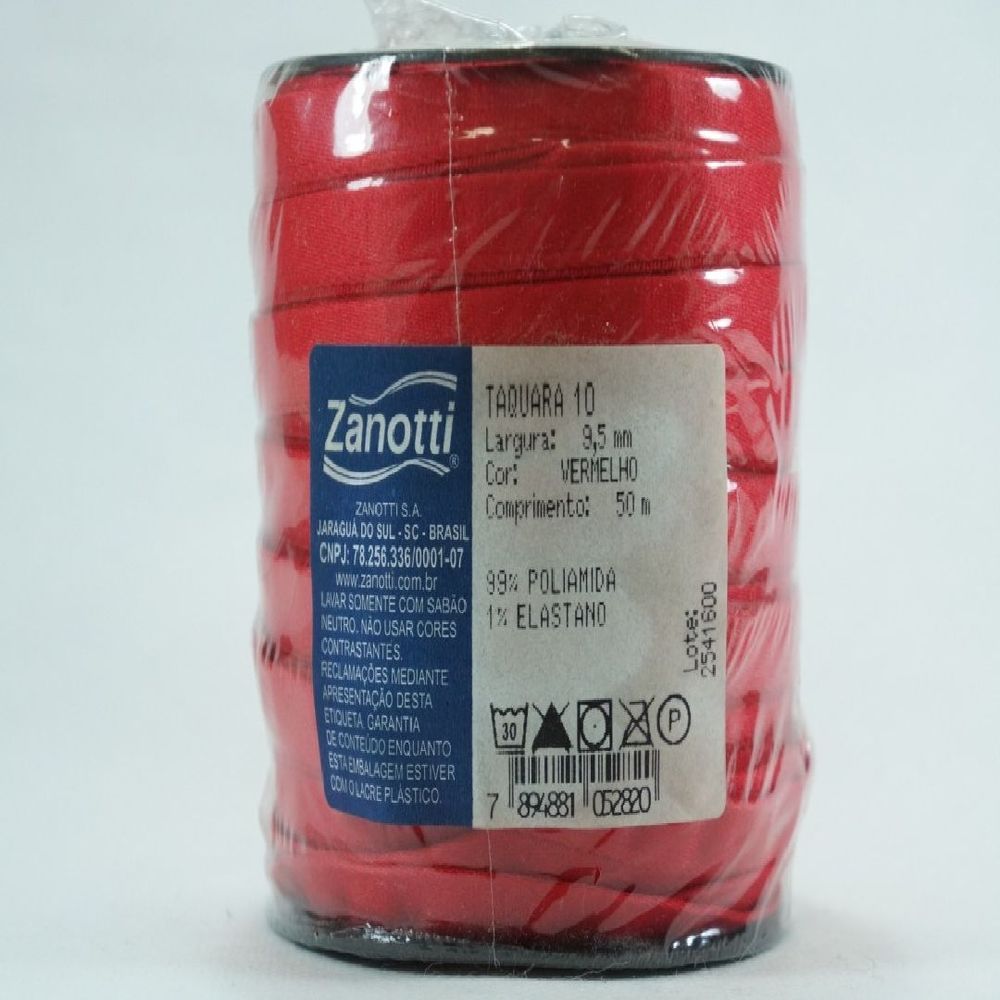 Zanotti®
ZANOTTI S.A.
JARAGUÁ DO SUL - SC - BRASIL
CNPJ: 78.256.336/0001-07
www.zanotti.com.br
LAVAR SOMENTE COM SABÃO
NEUTRO. NÃO USAR CORES
CONTRASTANTES.
RECLAMAÇÕES MEDIANTE
APRESENTAÇÃO DESTA
ETIQUETA. GARANTIA
DE CONTEÚDO ENQUANTO
ESTA EMBALAGEM ESTIVER
COM O LACRE PLÁSTICO.
TAQUARA 10
Largura: 9,5 mm
Cor: VERMELHO
Comprimento: 50 m
99% POLIAMIDA
1% ELASTANO
Lote:
2541600
30 P
7 894881 052820